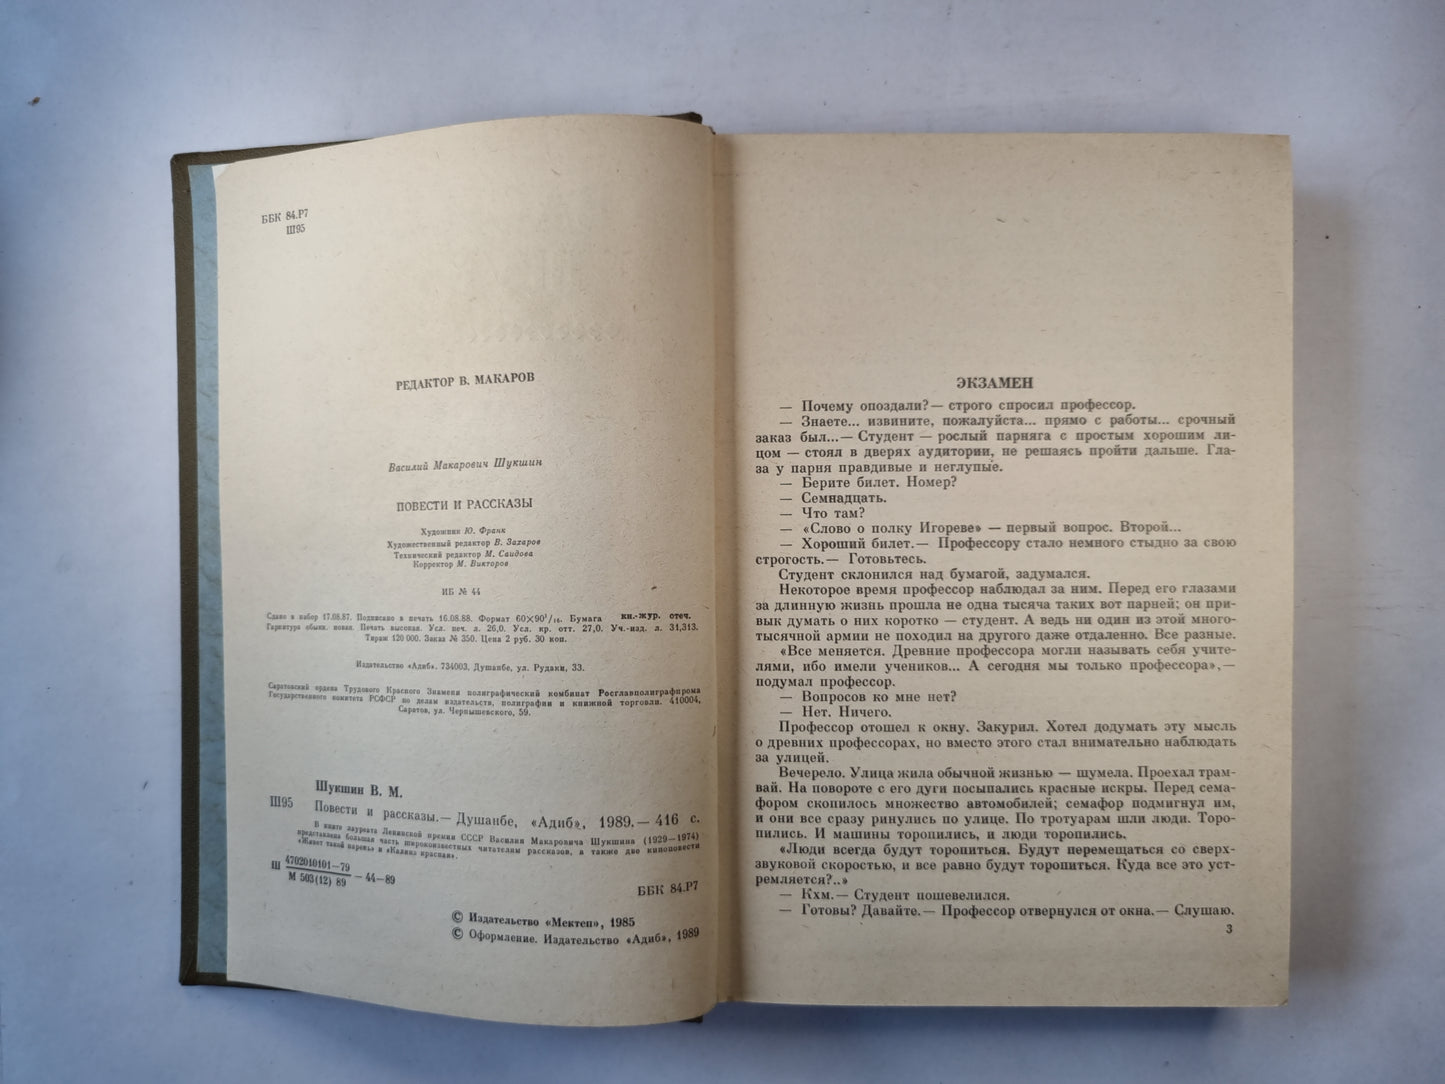 ББК 84.Р7
Ш95
РЕДАКТОР В. МАКАРОВ
Василий Макарович Шукшин
ПОВЕСТИ И РАССКАЗЫ
Художник Ю. Франк
Художественный редактор В. Захаров
Технический редактор М. Саидова
Корректор М. Викторов
ИБ № 44
Сдано в набор 17.08.87. Подписано в печать 16.08.88. Формат 60×90¹/₁₆. Бумага кн.-жур. отеч.
Гарнитура обыкн. новая. Печать высокая. Усл. печ. л. 26,0. Усл. кр. отт. 27,0. Уч.-изд. л. 31,313.
Тираж 120 000. Заказ № 350. Цена 2 руб. 30 коп.
Издательство «Адиб». 734003, Душанбе, ул. Рудаки, 33.
Саратовский ордена Трудового Красного Знамени полиграфический комбинат Росглавполиграфпрома
Государственного комитета РСФСР по делам издательств, полиграфии и книжной торговли. 410004,
Саратов, ул. Чернышевского, 59.
Шукшин В. М.
Ш95 Повести и рассказы.— Душанбе, «Адиб», 1989.— 416 с.
В книге лауреата Ленинской премии СССР Василия Макаровича Шукшина (1929—1974)
представлена большая часть широкоизвестных читателям рассказов, а также две киноповести
«Живет такой парень» и «Калина красная».
Ш 4702010101—79
М 503(12) 89 — 44—89
ББК 84.Р7
© Издательство «Мектеп», 1985
© Оформление. Издательство «Адиб», 1989
ЭКЗАМЕН
— Почему опоздали?— строго спросил профессор.
— Знаете... извините, пожалуйста... прямо с работы... срочный
заказ был...— Студент — рослый парняга с простым хорошим ли-
цом — стоял в дверях аудитории, не решаясь пройти дальше. Гла-
за у парня правдивые и неглупые.
— Берите билет. Номер?
— Семнадцать.
— Что там?
— «Слово о полку Игореве» — первый вопрос. Второй...
— Хороший билет.— Профессору стало немного стыдно за свою
строгость.— Готовьтесь.
Студент склонился над бумагой, задумался.
Некоторое время профессор наблюдал за ним. Перед его глазами
за длинную жизнь прошла не одна тысяча таких вот парней; он при-
вык думать о них коротко — студент. А ведь ни один из этой много-
тысячной армии не походил на другого даже отдаленно. Все разные.
«Все меняется. Древние профессора могли называть себя учите-
лями, ибо имели учеников... А сегодня мы только профессора»,—
подумал профессор.
— Вопросов ко мне нет?
— Нет. Ничего.
Профессор отошел к окну. Закурил. Хотел додумать эту мысль
о древних профессорах, но вместо этого стал внимательно наблюдать
за улицей.
Вечерело. Улица жила обычной жизнью — шумела. Проехал трам-
вай. На повороте с его дуги посыпались красные искры. Перед сема-
фором скопилось множество автомобилей; семафор подмигнул им,
и они все сразу ринулись по улице. По тротуарам шли люди. Торо-
пились. И машины торопились, и люди торопились.
«Люди всегда будут торопиться. Будут перемещаться со сверх-
звуковой скоростью, и все равно будут торопиться. Куда все это уст-
ремляется?..»
— Кхм.— Студент пошевелился.
— Готовы? Давайте.— Профессор отвернулся от окна.— Слушаю.
3